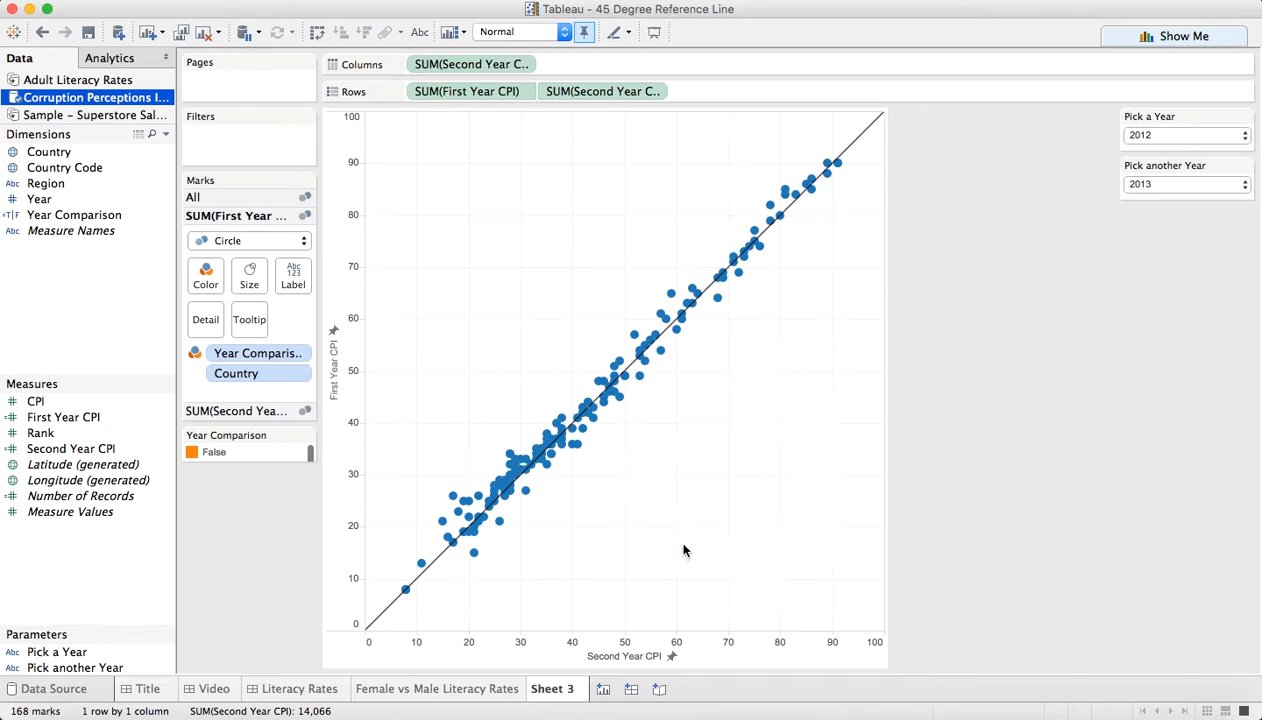 Tableau - 45 Degree Reference Line
Abc
Normal
Show Me
Data
Analytics
Adult Literacy Rates
Corruption Perceptions I...
Sample – Superstore Sal...
Dimensions
Country
Country Code
Abc Region
# Year
=T|F Year Comparison
Abc Measure Names
Measures
# CPI
=# First Year CPI
# Rank
=# Second Year CPI
Latitude (generated)
Longitude (generated)
=# Number of Records
# Measure Values
Parameters
Abc Pick a Year
Abc Pick another Year
Pages
Filters
Marks
All
SUM(First Year ...
Circle
Color
Size
Abc
123
Label
Detail
Tooltip
Year Comparis..
Country
SUM(Second Yea...
Year Comparison
False
Columns
SUM(Second Year C..
Rows
SUM(First Year CPI)
SUM(Second Year C..
100
90
80
70
60
50
40
30
20
10
0
First Year CPI
0 10 20 30 40 50 60 70 80 90 100
Second Year CPI
Pick a Year
2012
Pick another Year
2013
Data Source
Title
Video
Literacy Rates
Female vs Male Literacy Rates
Sheet 3
168 marks
1 row by 1 column
SUM(Second Year CPI): 14,066